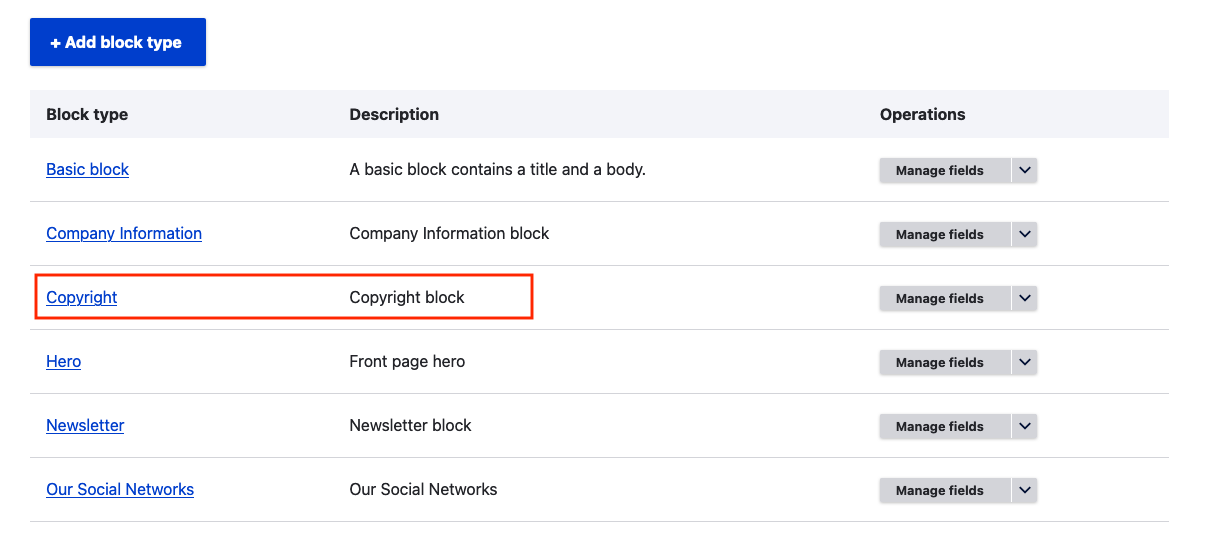 + Add block type
Block type Description Operations
Basic block A basic block contains a title and a body. Manage fields
Company Information Company Information block Manage fields
Copyright Copyright block Manage fields
Hero Front page hero Manage fields
Newsletter Newsletter block Manage fields
Our Social Networks Our Social Networks Manage fields